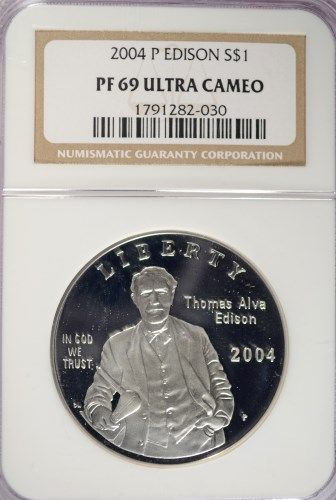 2004 P EDISON S$1
PF 69 ULTRA CAMEO
1791282-030
NUMISMATIC GUARANTY CORPORATION
LIBERTY
Thomas Alva
Edison
IN GOD
WE
TRUST
2004
P